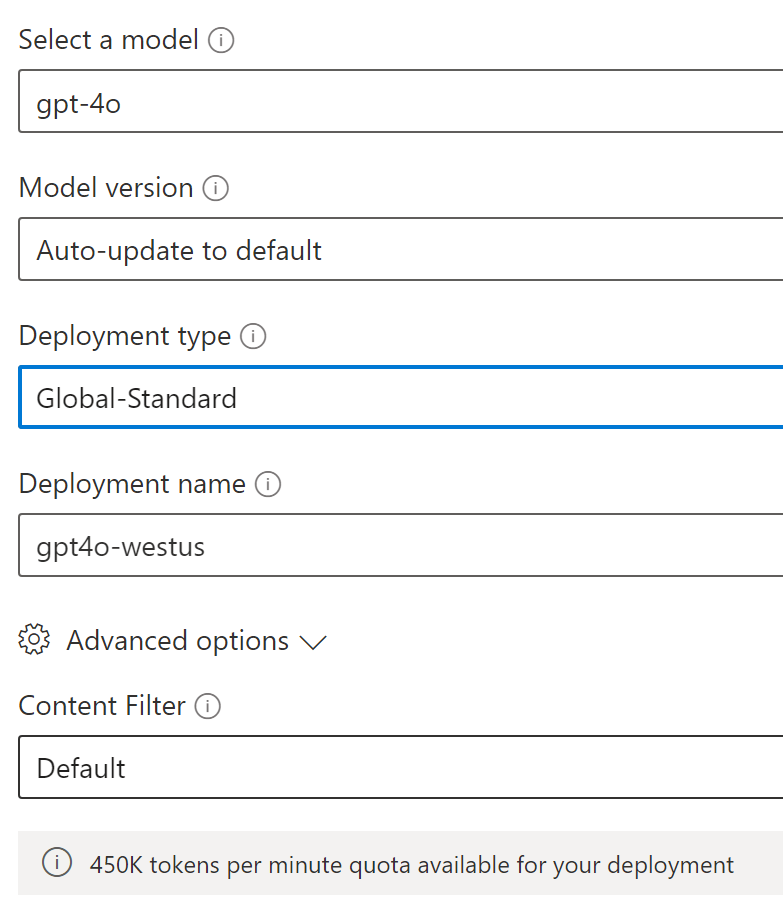 Select a model
gpt-4o
Model version
Auto-update to default
Deployment type
Global-Standard
Deployment name
gpt4o-westus
Advanced options
Content Filter
Default
450K tokens per minute quota available for your deployment